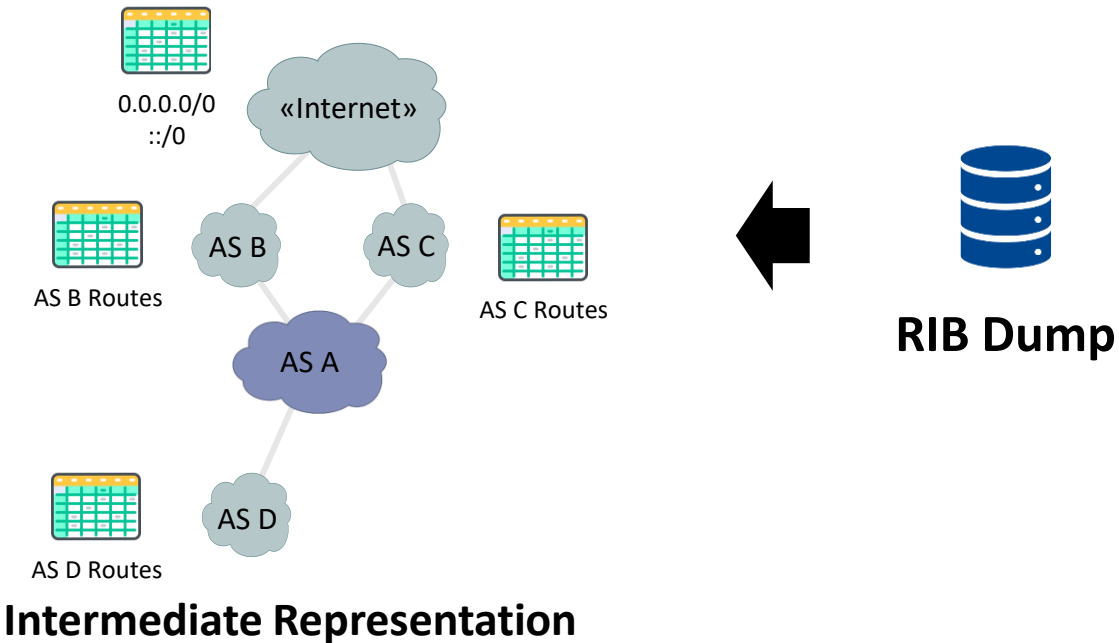 0.0.0.0/0
::/0
«Internet»
AS B
AS C
AS B Routes
AS C Routes
AS A
RIB Dump
AS D
AS D Routes
Intermediate Representation